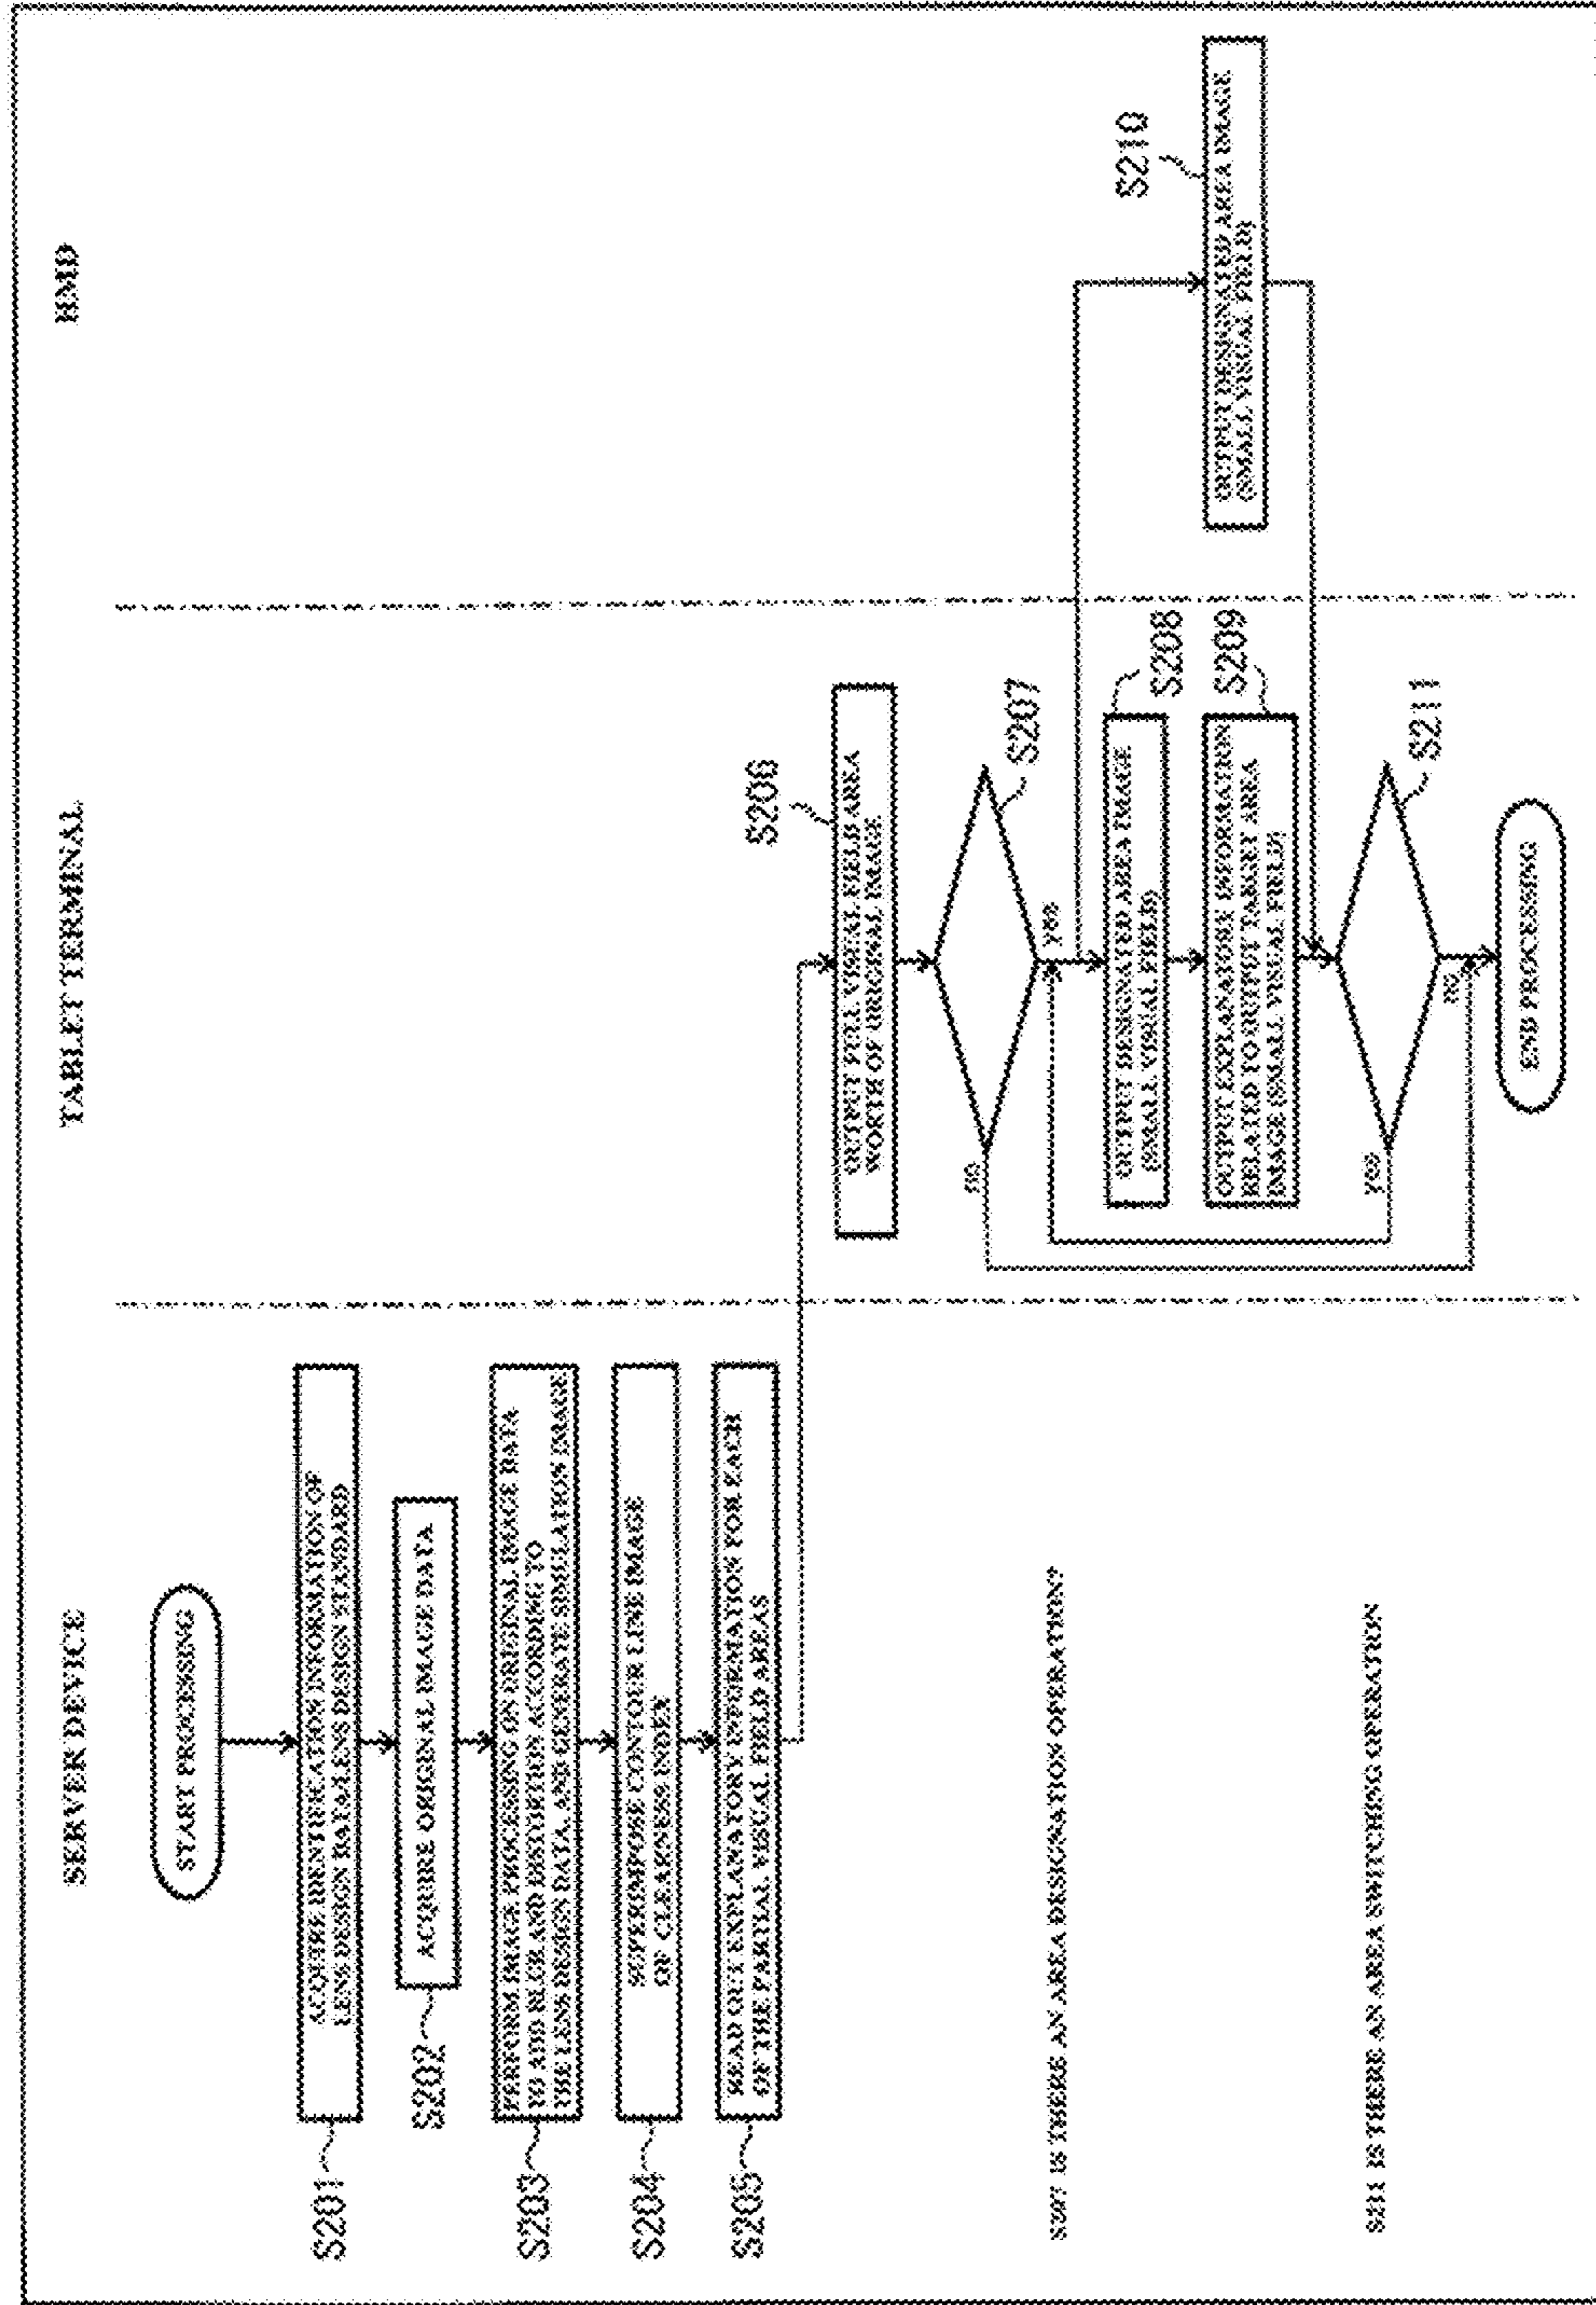 SERVER DEVICE
TABLET TERMINAL
HMD
START PROCESSING
S201
ACQUIRE IDENTIFICATION INFORMATION OF
LENS DESIGN DATA/LENS DESIGN STANDARD
S202
ACQUIRE ORIGINAL IMAGE DATA
S203
PERFORM IMAGE PROCESSING ON ORIGINAL IMAGE DATA
TO ADD BLUR AND DISTORTION ACCORDING TO
THE LENS DESIGN DATA, AND GENERATE SIMULATION IMAGE
S204
SUPERIMPOSE CONTOUR LINE IMAGE
OF CLEARNESS INDEX
S205
READ OUT EXPLANATORY INFORMATION FOR EACH
OF THE PARTIAL VISUAL FIELD AREAS
S206
OUTPUT FULL VISUAL FIELD AREA
WORTH OF ORIGINAL IMAGE
S207
no
yes
S208
OUTPUT DESIGNATED AREA IMAGE
(SMALL VISUAL FIELD)
S209
OUTPUT EXPLANATORY INFORMATION
RELATED TO OUTPUT TARGET AREA
IMAGE (SMALL VISUAL FIELD)
S210
OUTPUT DESIGNATED AREA IMAGE
(SMALL VISUAL FIELD)
S211
yes
no
END PROCESSING
S207 IS THERE AN AREA DESIGNATION OPERATION?
S211 IS THERE AN AREA SWITCHING OPERATION